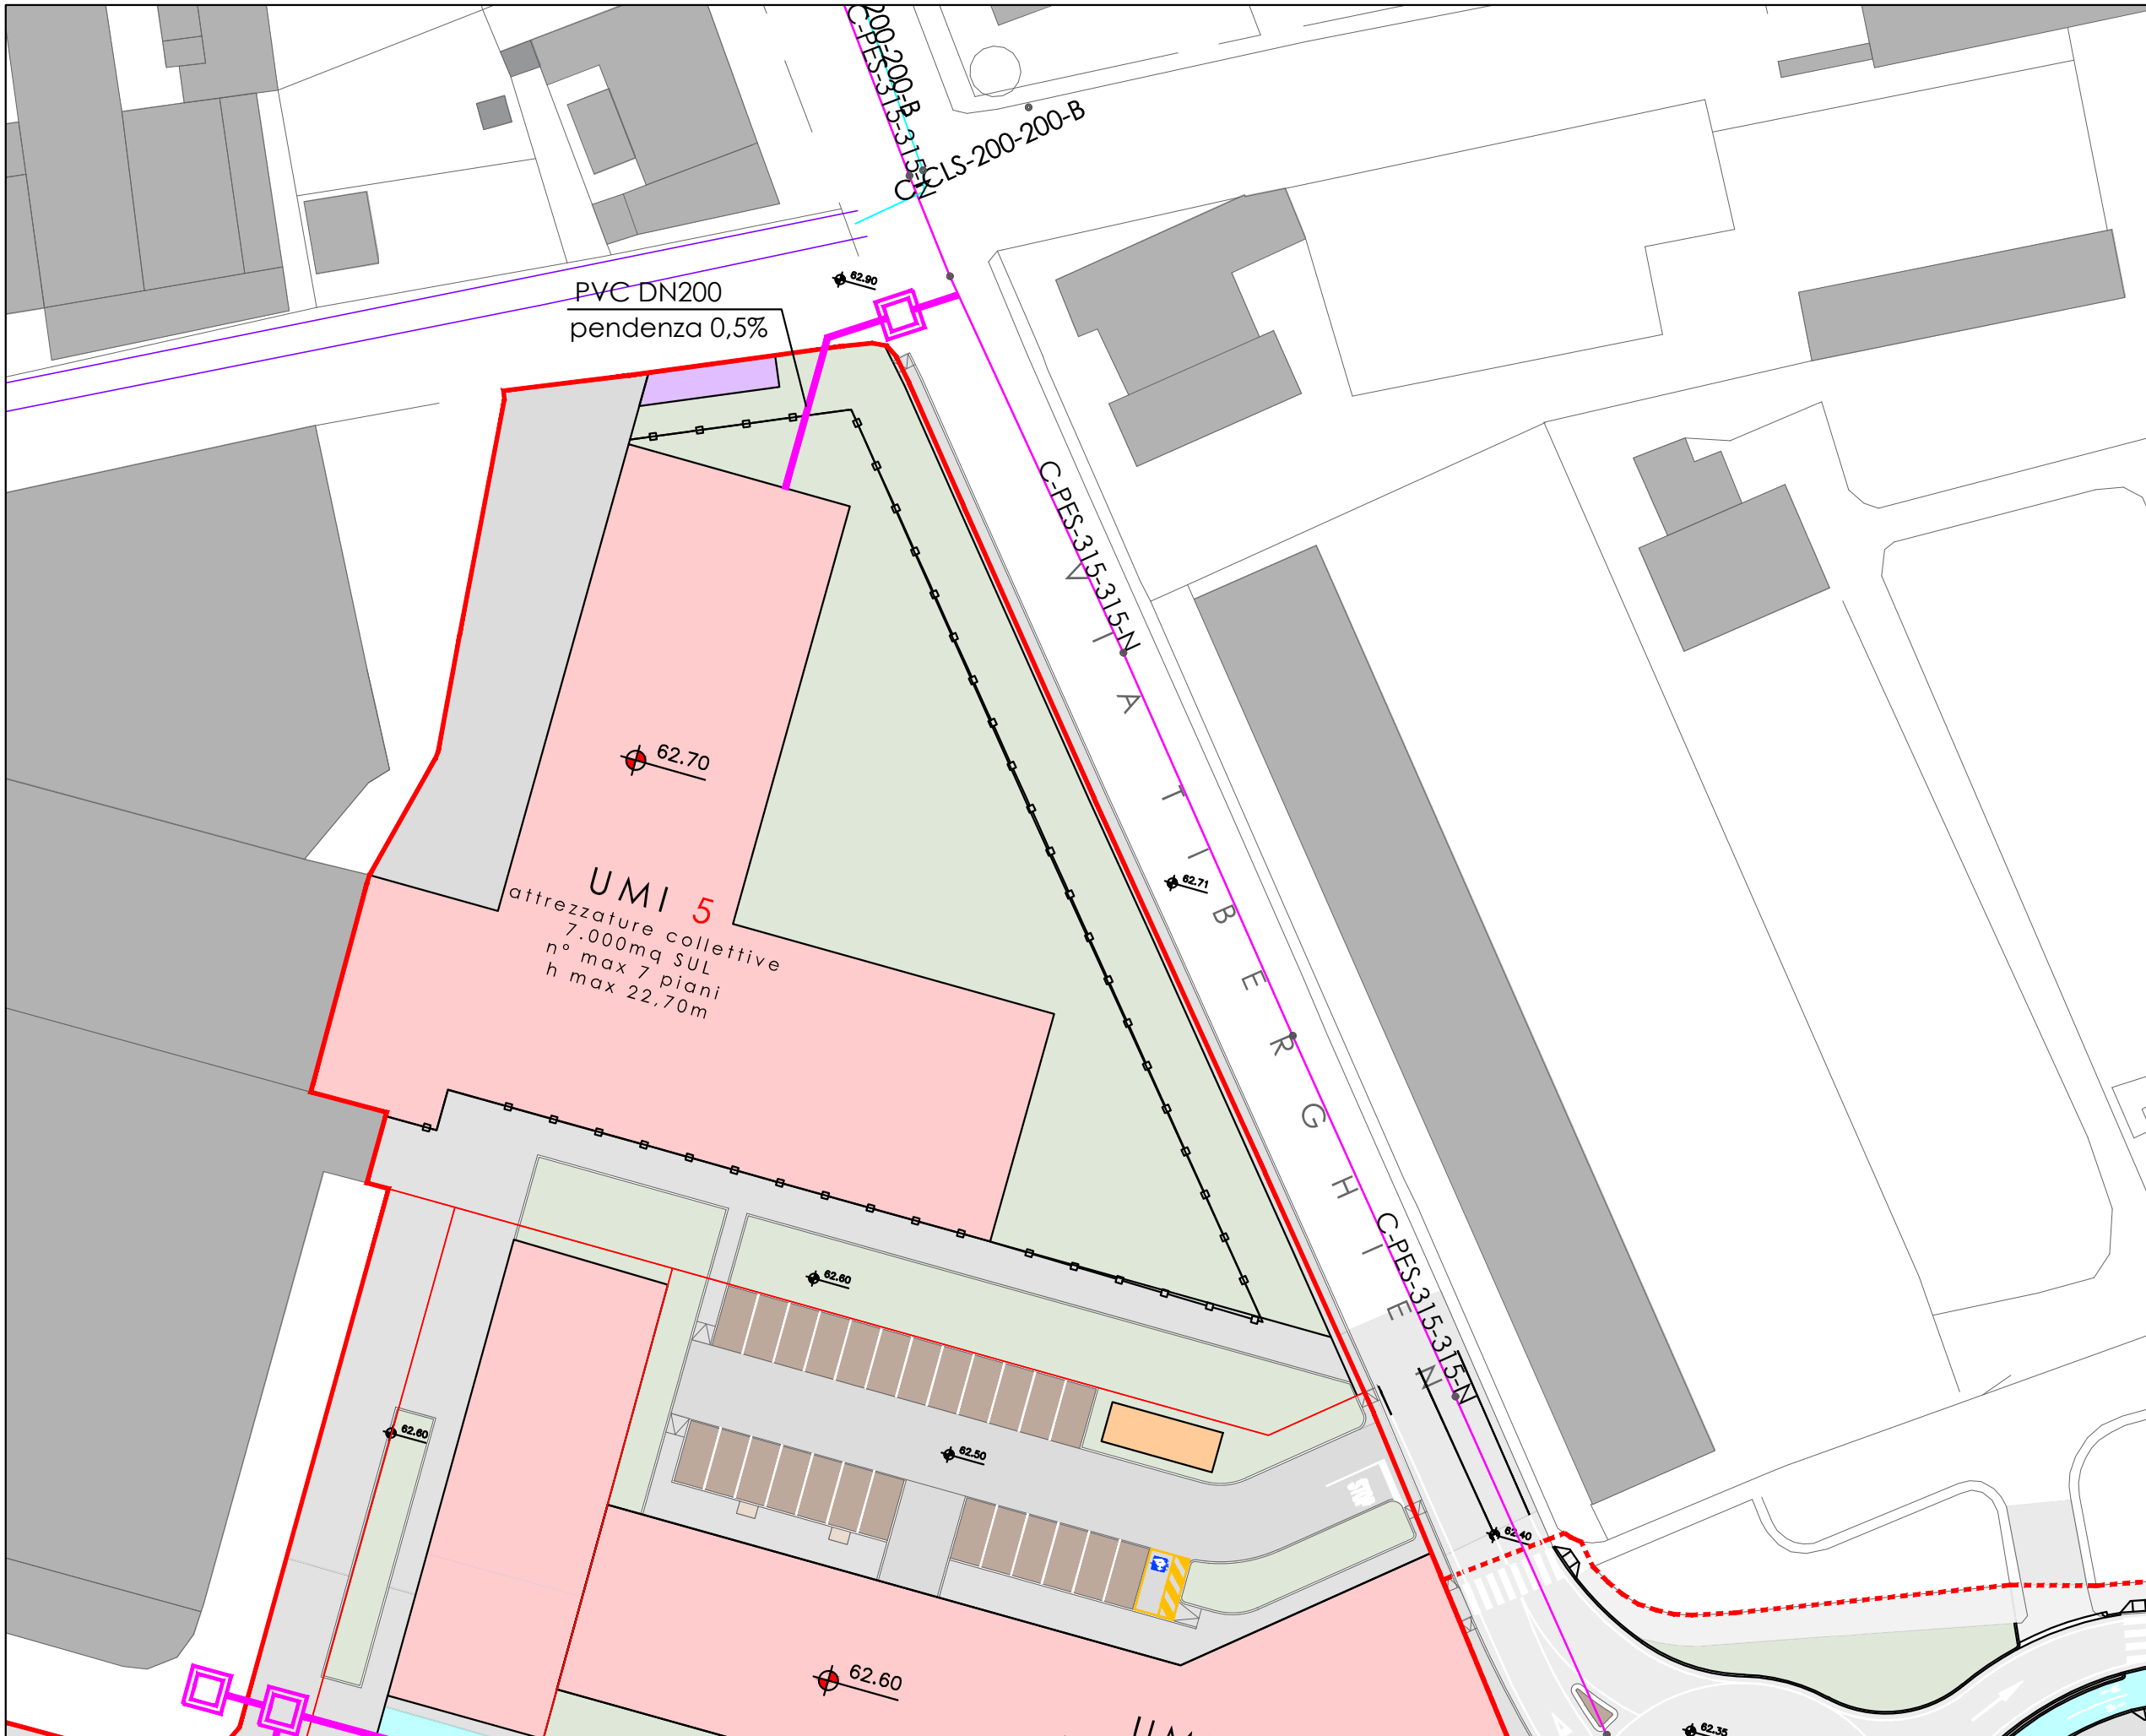 200-200-B
C-PES-315-315-N
C-CLS-200-200-B
62.90
PVC DN200
pendenza 0,5%
C-PES-315-315-N
62.70
VIA TIBERGHIEN
62.71
UMI 5
attrezzature collettive
7.000mq SUL
n° max 7 piani
h max 22,70m
C-PES-315-315-N
62.60
62.60
62.50
STOP
62.40
62.60
62.35